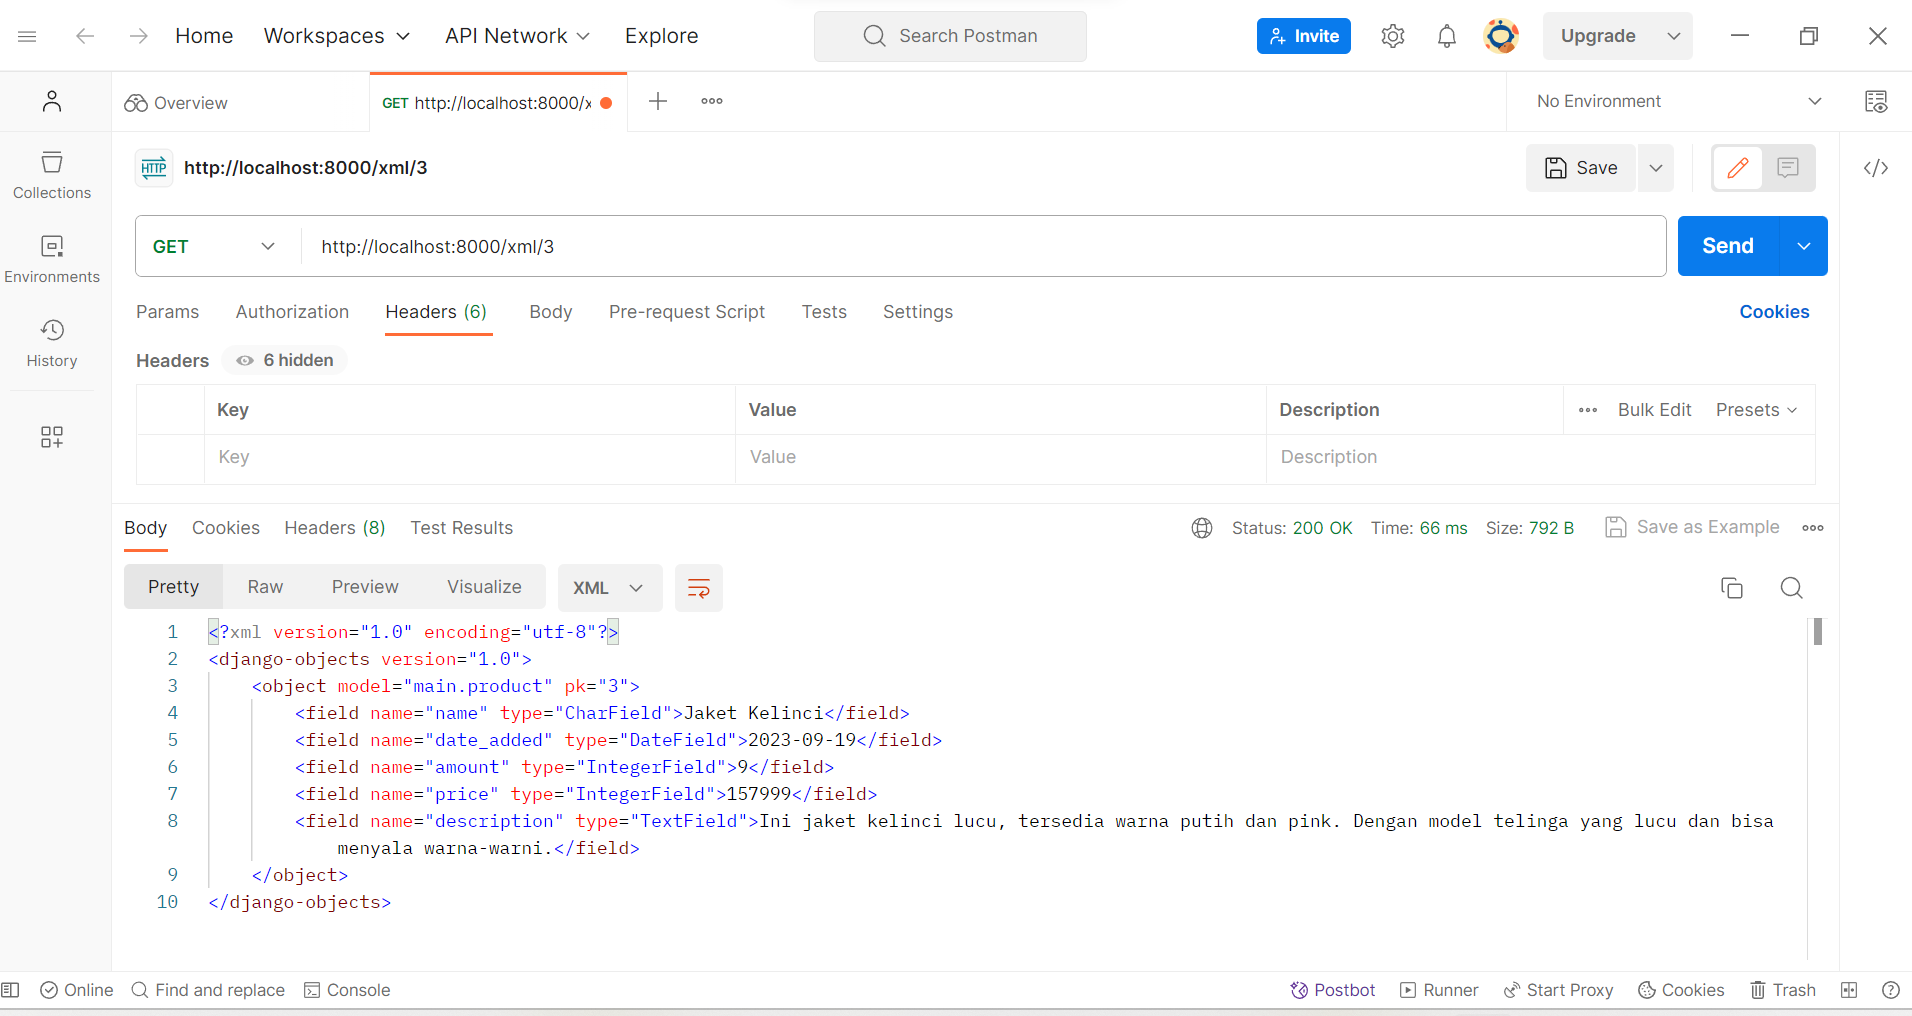 Home Workspaces API Network Explore Search Postman Invite Upgrade
Overview GET http://localhost:8000/x No Environment
HTTP http://localhost:8000/xml/3 Save
Collections
Environments
History
GET http://localhost:8000/xml/3 Send
Params Authorization Headers (6) Body Pre-request Script Tests Settings Cookies
Headers 6 hidden
Key Value Description Bulk Edit Presets
Key Value Description
Body Cookies Headers (8) Test Results Status: 200 OK Time: 66 ms Size: 792 B Save as Example
Pretty Raw Preview Visualize XML
1 <?xml version="1.0" encoding="utf-8"?>
2 <django-objects version="1.0">
3 <object model="main.product" pk="3">
4 <field name="name" type="CharField">Jaket Kelinci</field>
5 <field name="date_added" type="DateField">2023-09-19</field>
6 <field name="amount" type="IntegerField">9</field>
7 <field name="price" type="IntegerField">157999</field>
8 <field name="description" type="TextField">Ini jaket kelinci lucu, tersedia warna putih dan pink. Dengan model telinga yang lucu dan bisa
menyala warna-warni.</field>
9 </object>
10 </django-objects>
Online Find and replace Console Postbot Runner Start Proxy Cookies Trash